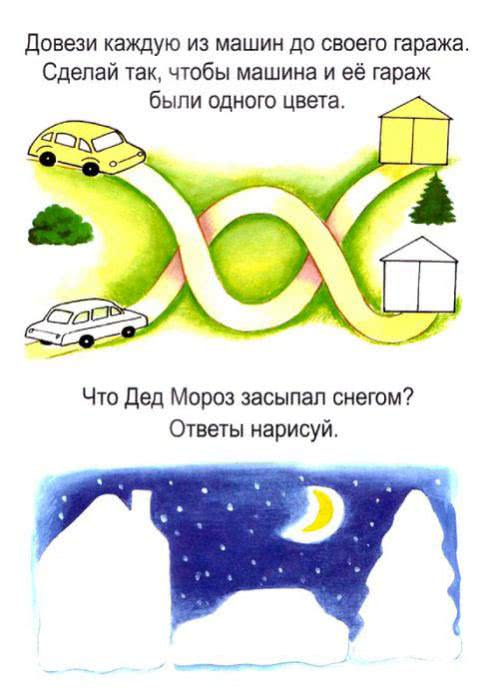 Довези каждую из машин до своего гаража.
Сделай так, чтобы машина и её гараж
были одного цвета.
Что Дед Мороз засыпал снегом?
Ответы нарисуй.